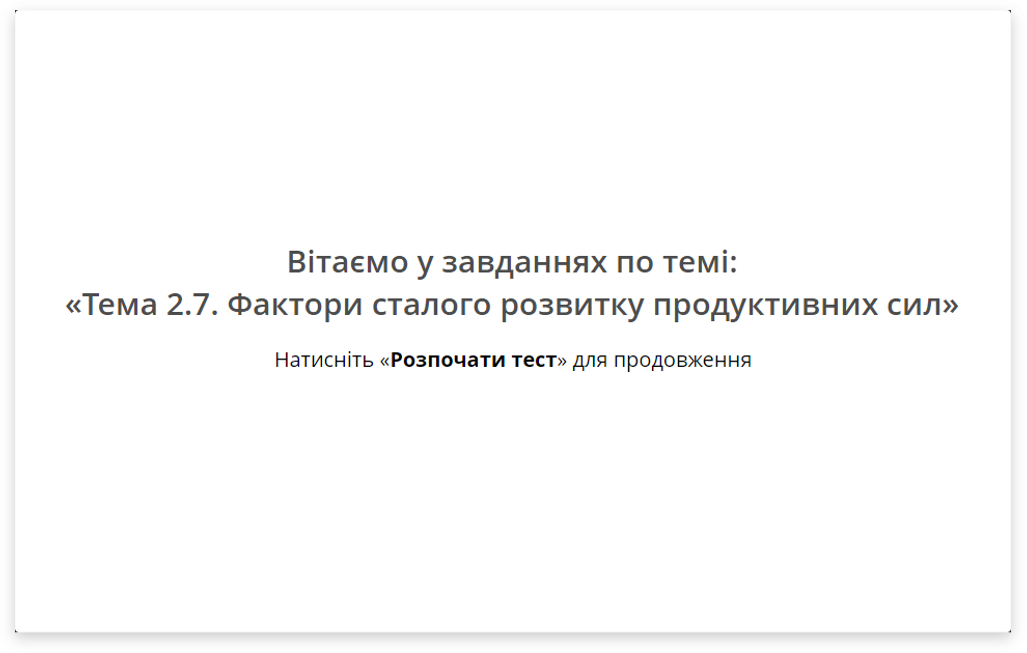 Вітаємо у завданнях по темі:
«Тема 2.7. Фактори сталого розвитку продуктивних сил»
Натисніть «Розпочати тест» для продовження